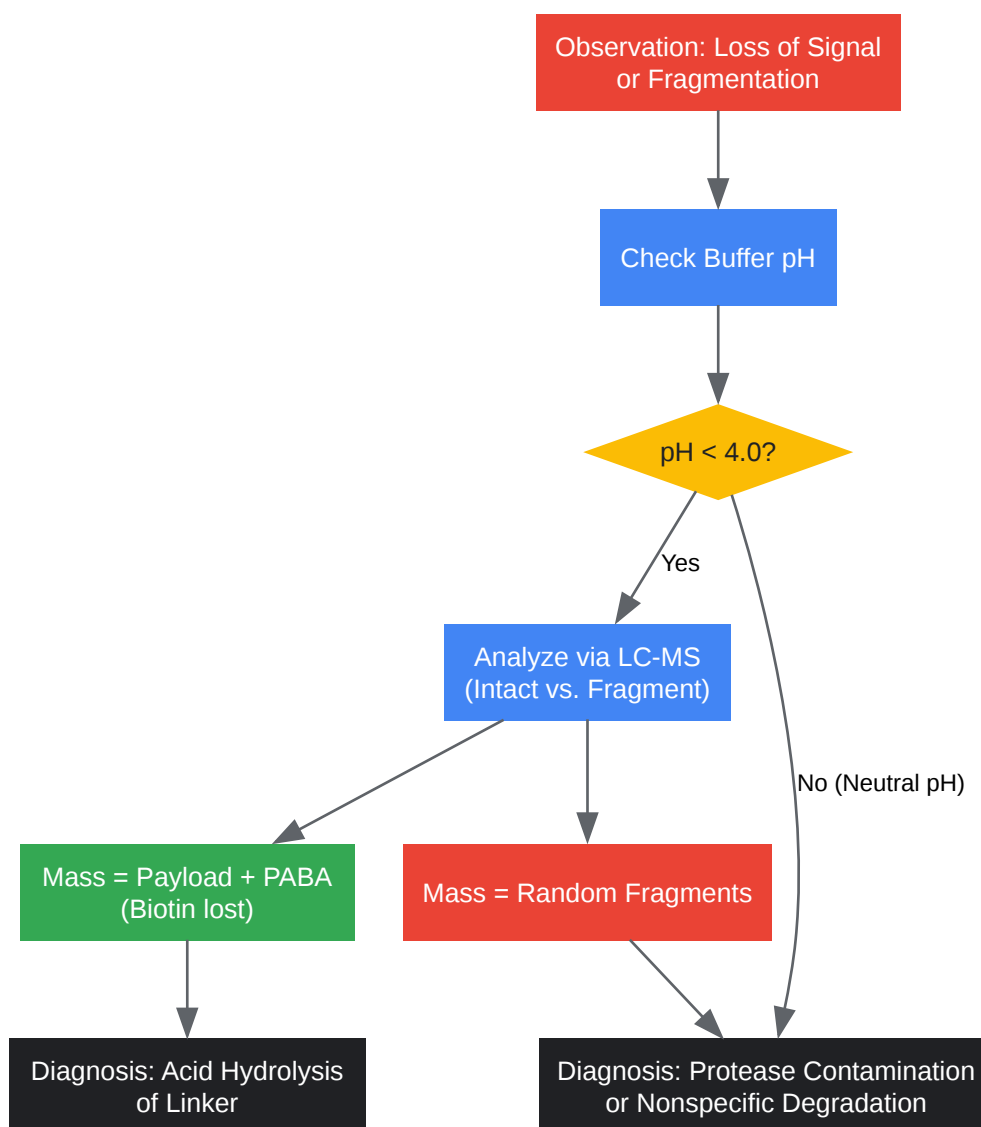 Observation: Loss of Signal
or Fragmentation
Check Buffer pH
pH < 4.0?
Yes
Analyze via LC-MS
(Intact vs. Fragment)
No (Neutral pH)
Mass = Payload + PABA
(Biotin lost)
Mass = Random Fragments
Diagnosis: Acid Hydrolysis
of Linker
Diagnosis: Protease Contamination
or Nonspecific Degradation